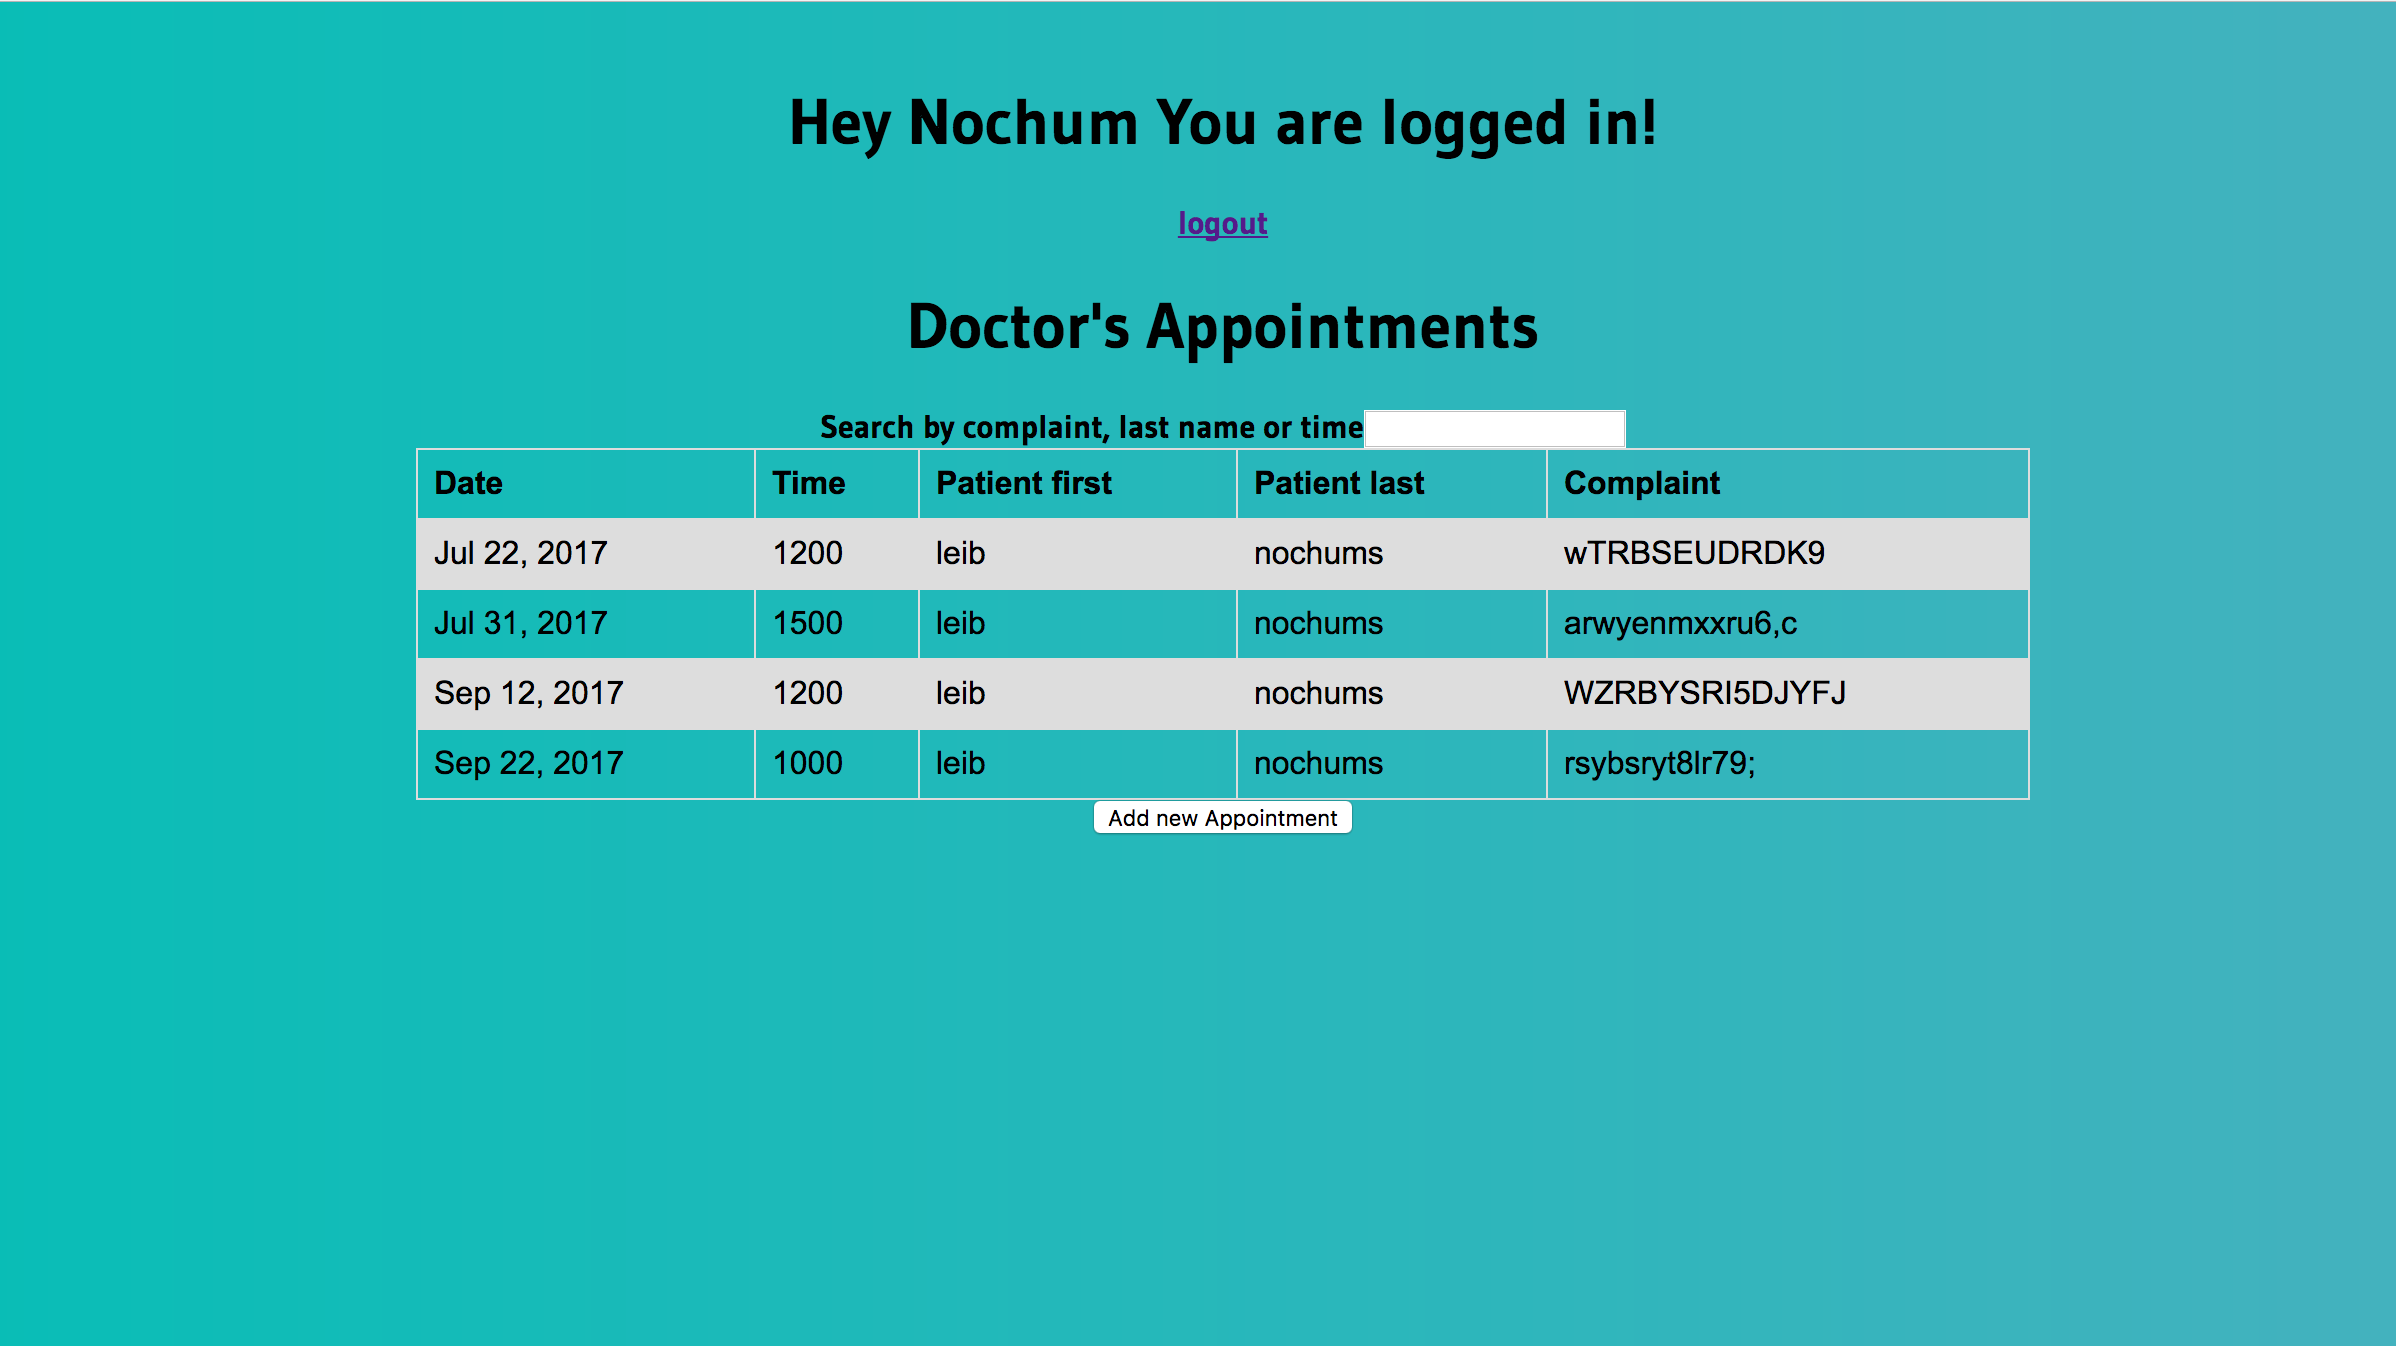 Hey Nochum You are logged in!
logout
Doctor's Appointments
Search by complaint, last name or time
Date Time Patient first Patient last Complaint
Jul 22, 2017 1200 leib nochums wTRBSEUDRDK9
Jul 31, 2017 1500 leib nochums arwyenmxxru6,c
Sep 12, 2017 1200 leib nochums WZRBYSRI5DJYFJ
Sep 22, 2017 1000 leib nochums rsybsryt8lr79;
Add new Appointment